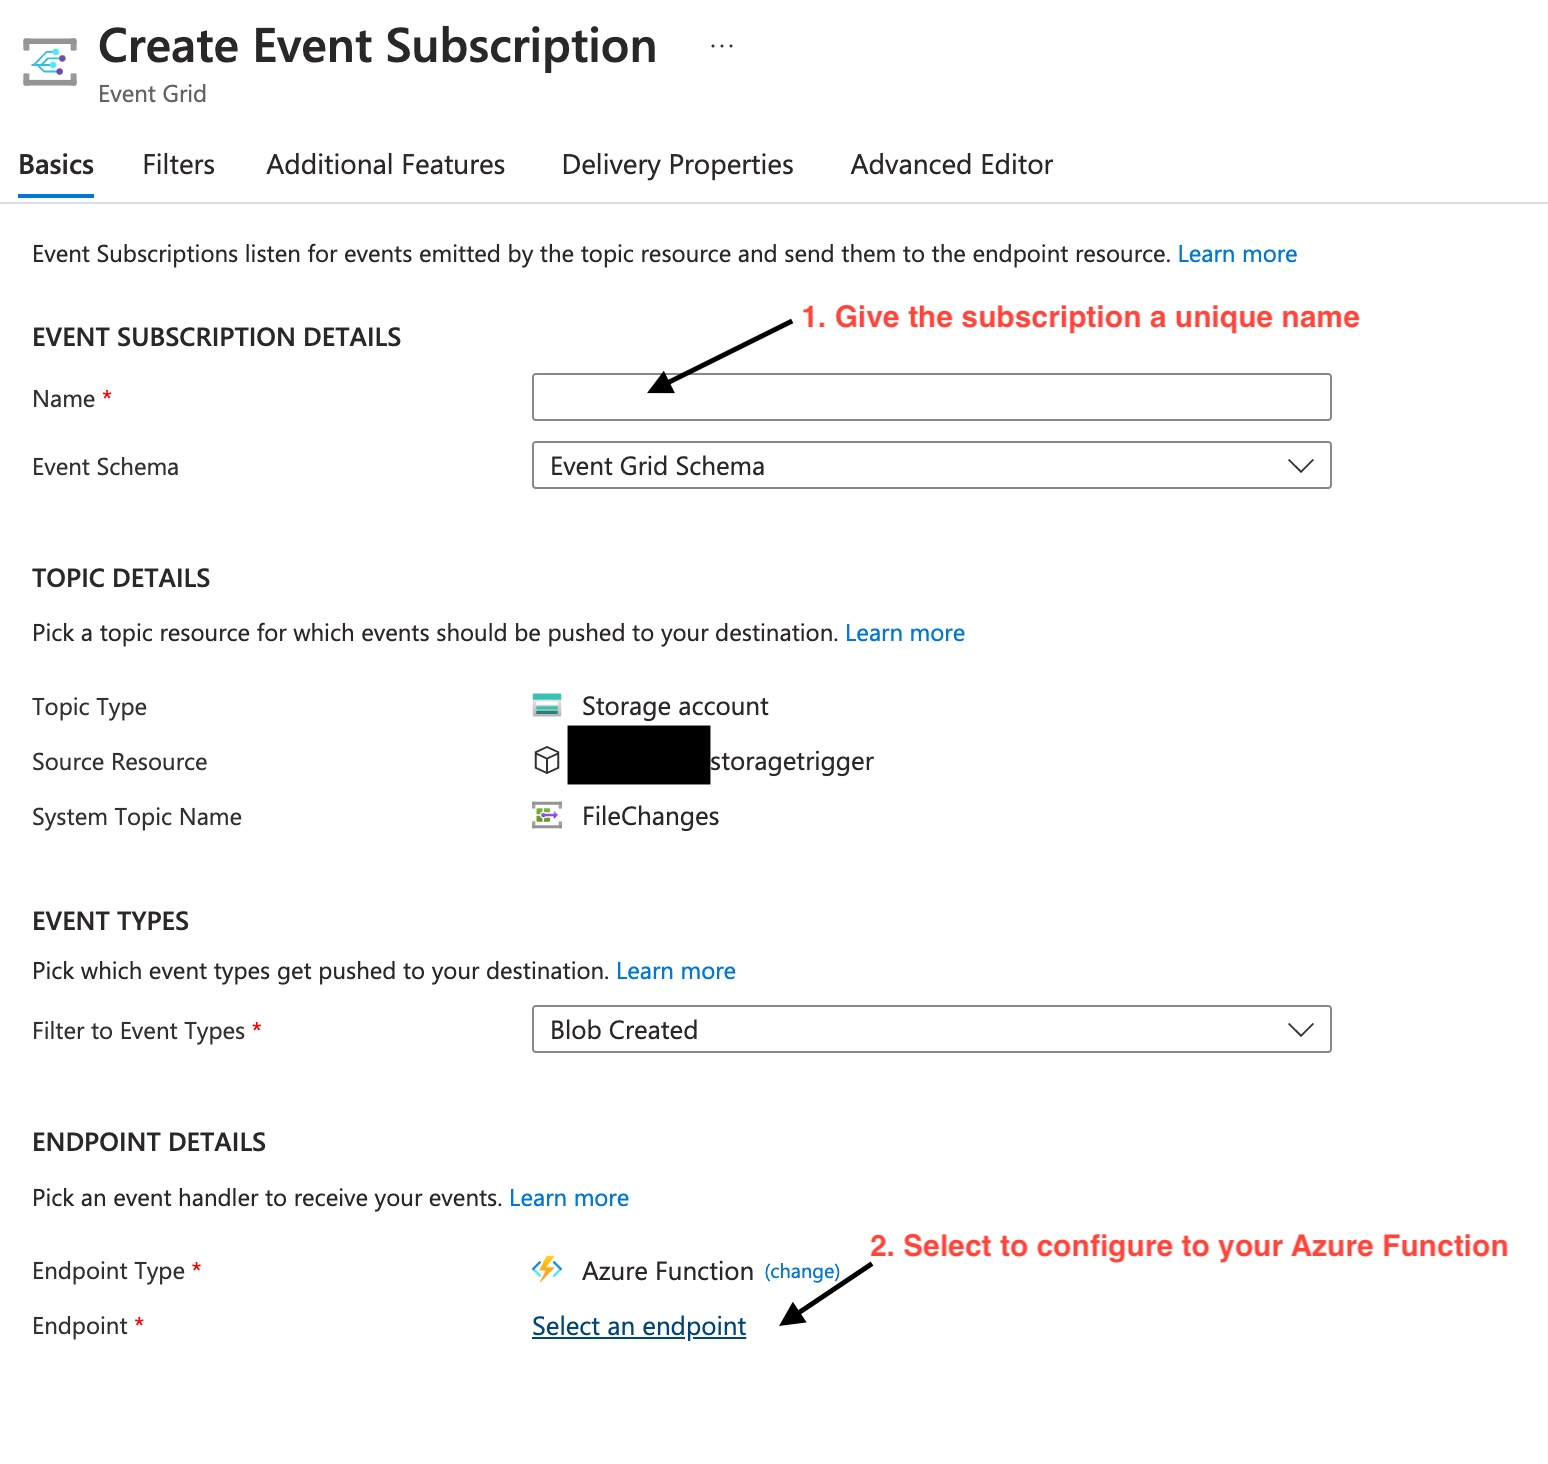 Create Event Subscription ...
Event Grid
Basics Filters Additional Features Delivery Properties Advanced Editor
Event Subscriptions listen for events emitted by the topic resource and send them to the endpoint resource. Learn more
1. Give the subscription a unique name
EVENT SUBSCRIPTION DETAILS
Name *
Event Schema Event Grid Schema
TOPIC DETAILS
Pick a topic resource for which events should be pushed to your destination. Learn more
Topic Type Storage account
Source Resource storagetrigger
System Topic Name FileChanges
EVENT TYPES
Pick which event types get pushed to your destination. Learn more
Filter to Event Types * Blob Created
ENDPOINT DETAILS
Pick an event handler to receive your events. Learn more
2. Select to configure to your Azure Function
Endpoint Type * Azure Function (change)
Endpoint * Select an endpoint